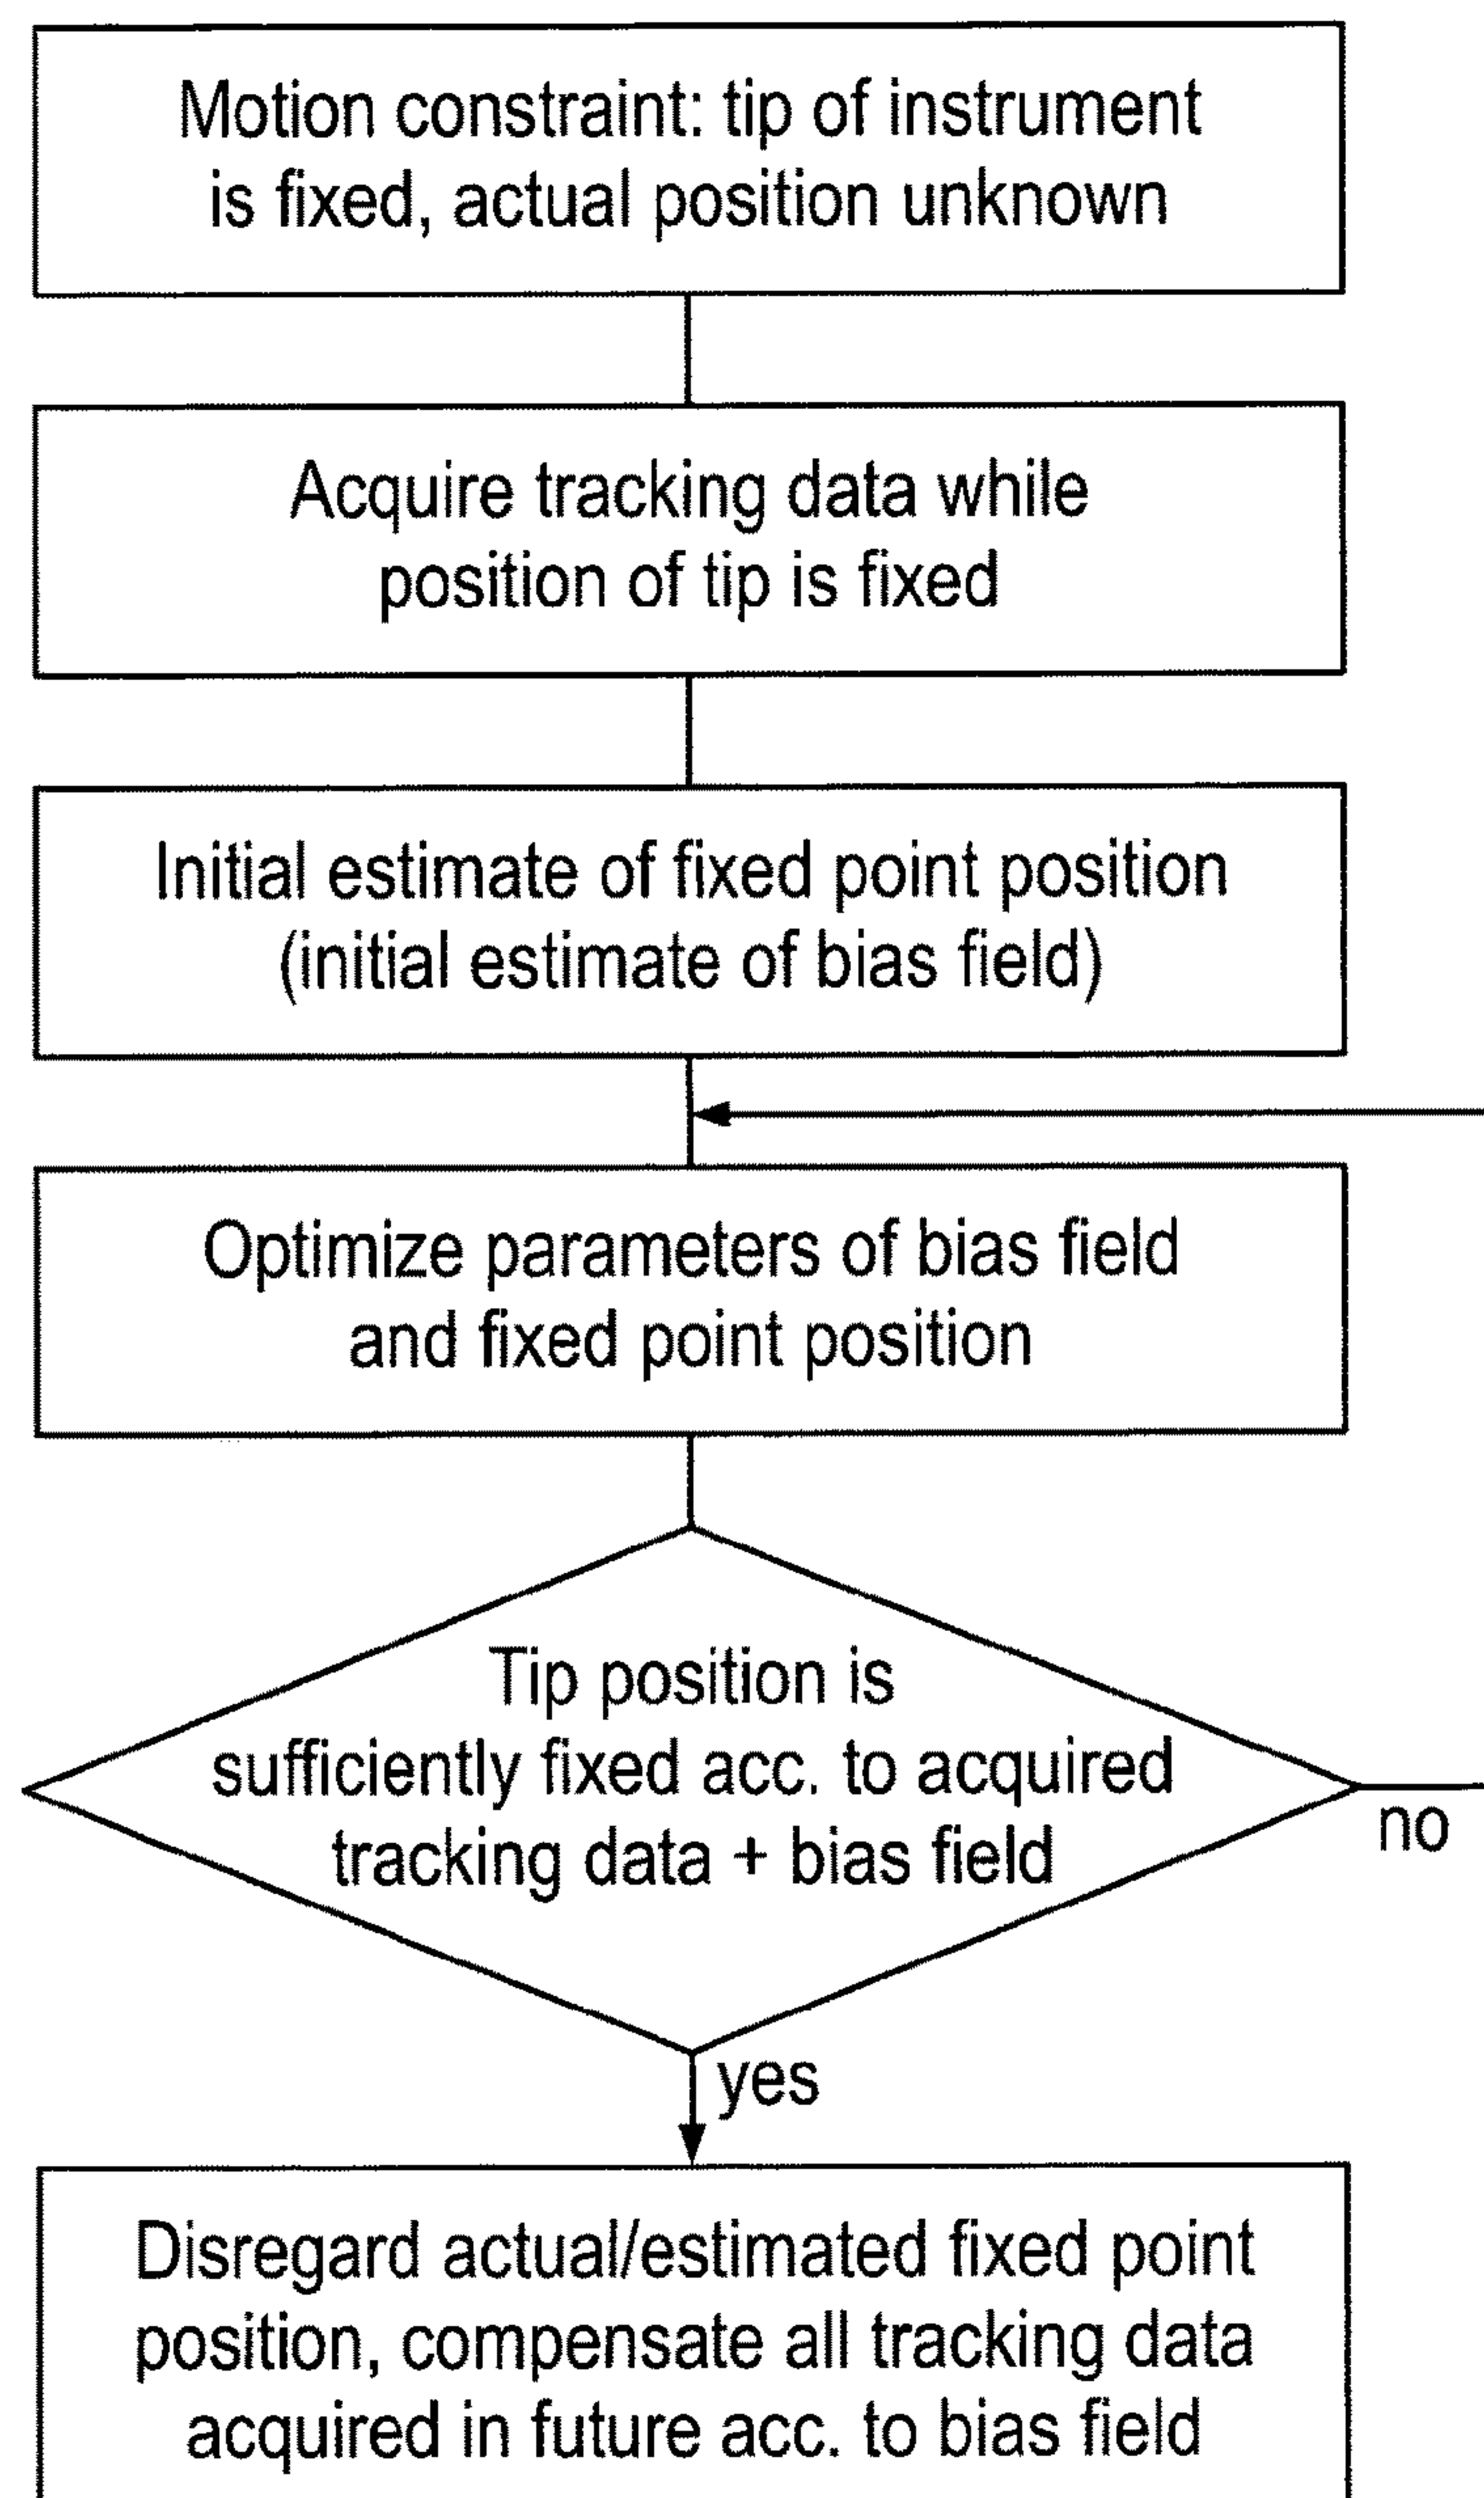 Motion constraint: tip of instrument
is fixed, actual position unknown
Acquire tracking data while
position of tip is fixed
Initial estimate of fixed point position
(initial estimate of bias field)
Optimize parameters of bias field
and fixed point position
Tip position is
sufficiently fixed acc. to acquired
tracking data + bias field
no
yes
Disregard actual/estimated fixed point
position, compensate all tracking data
acquired in future acc. to bias field